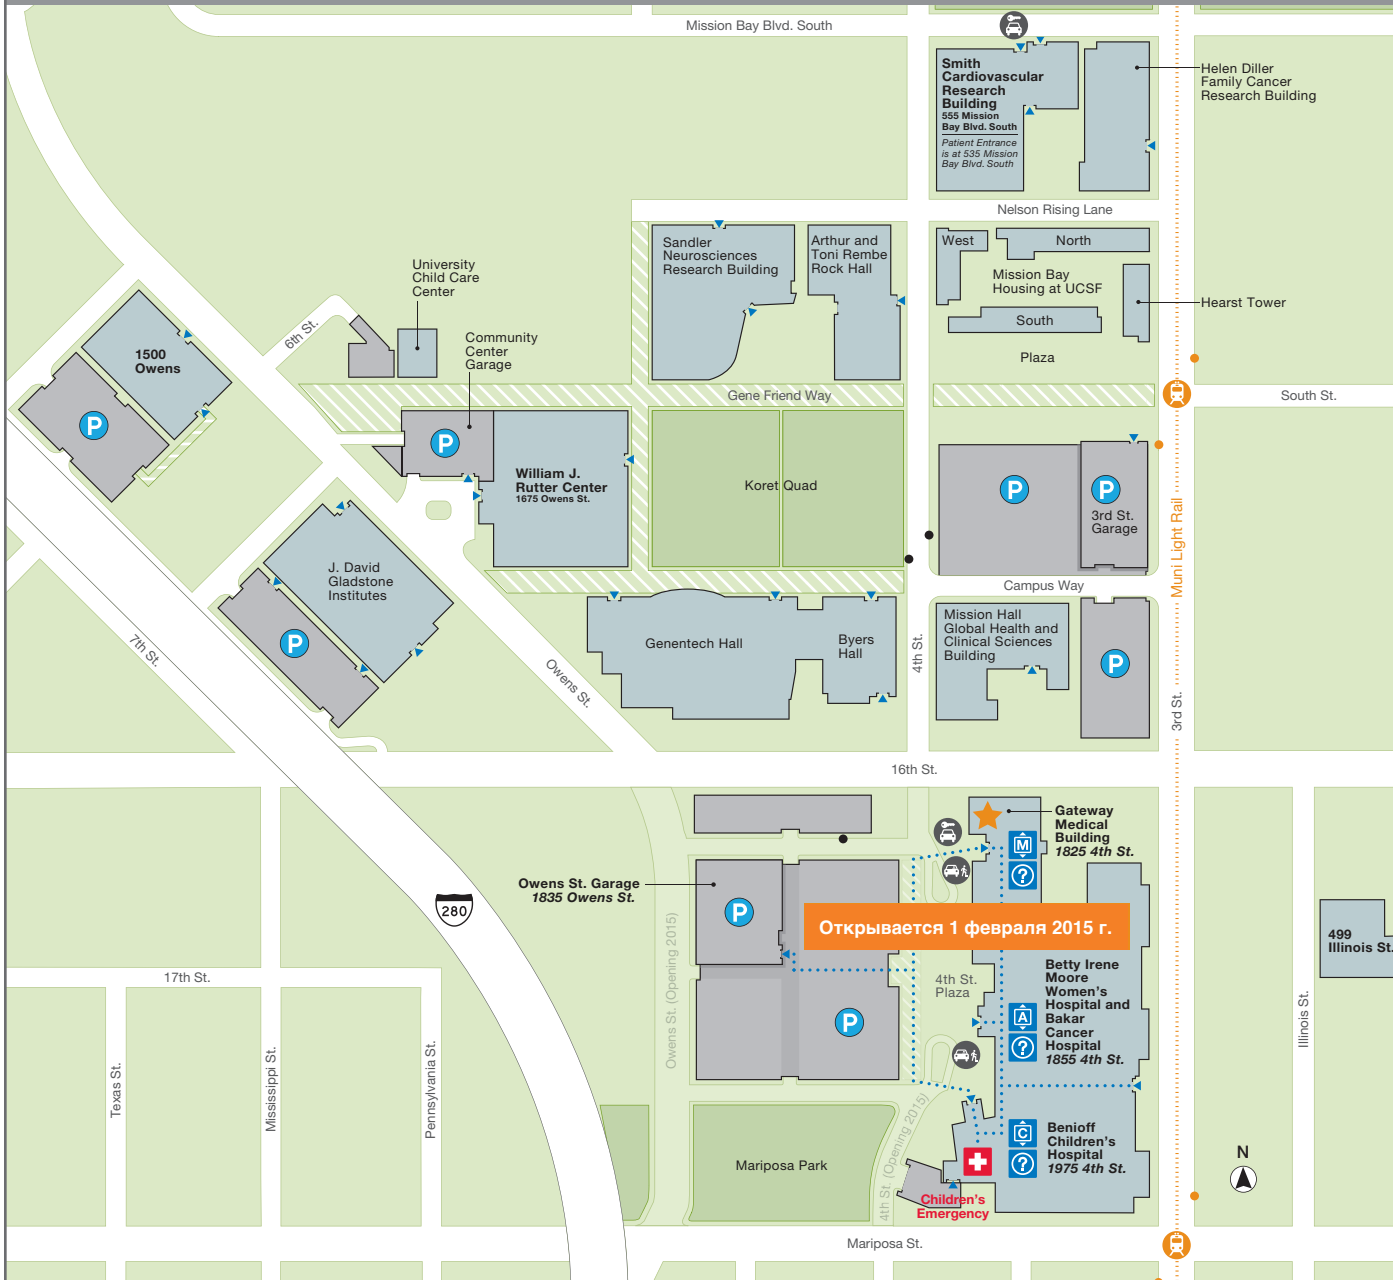 Mission Bay Blvd. South
Smith
Cardiovascular
Research
Building
555 Mission
Bay Blvd. South
Patient Entrance
is at 535 Mission
Bay Blvd. South
Helen Diller
Family Cancer
Research Building
Nelson Rising Lane
Sandler
Neurosciences
Research Building
Arthur and
Toni Rembe
Rock Hall
West
North
Mission Bay
Housing at UCSF
South
Hearst Tower
Plaza
University
Child Care
Center
6th St.
Community
Center
Garage
1500
Owens
P
Gene Friend Way
South St.
P
William J.
Rutter Center
1675 Owens St.
Koret Quad
P
P
3rd St.
Garage
Muni Light Rail
J. David
Gladstone
Institutes
P
Campus Way
Mission Hall
Global Health and
Clinical Sciences
Building
P
Genentech Hall
Byers
Hall
4th St.
3rd St.
7th St.
Owens St.
16th St.
Gateway
Medical
Building
1825 4th St.
M
?
Owens St. Garage
1835 Owens St.
P
280
Открывается 1 февраля 2015 г.
499
Illinois St.
Owens St. (Opening 2015)
17th St.
4th St.
Plaza
P
Betty Irene
Moore
Women's
Hospital and
Bakar
Cancer
Hospital
1855 4th St.
A
?
Texas St.
Mississippi St.
Pennsylvania St.
Illinois St.
Mariposa Park
4th St. (Opening 2015)
C
?
Benioff
Children's
Hospital
1975 4th St.
Children's
Emergency
N
Mariposa St.